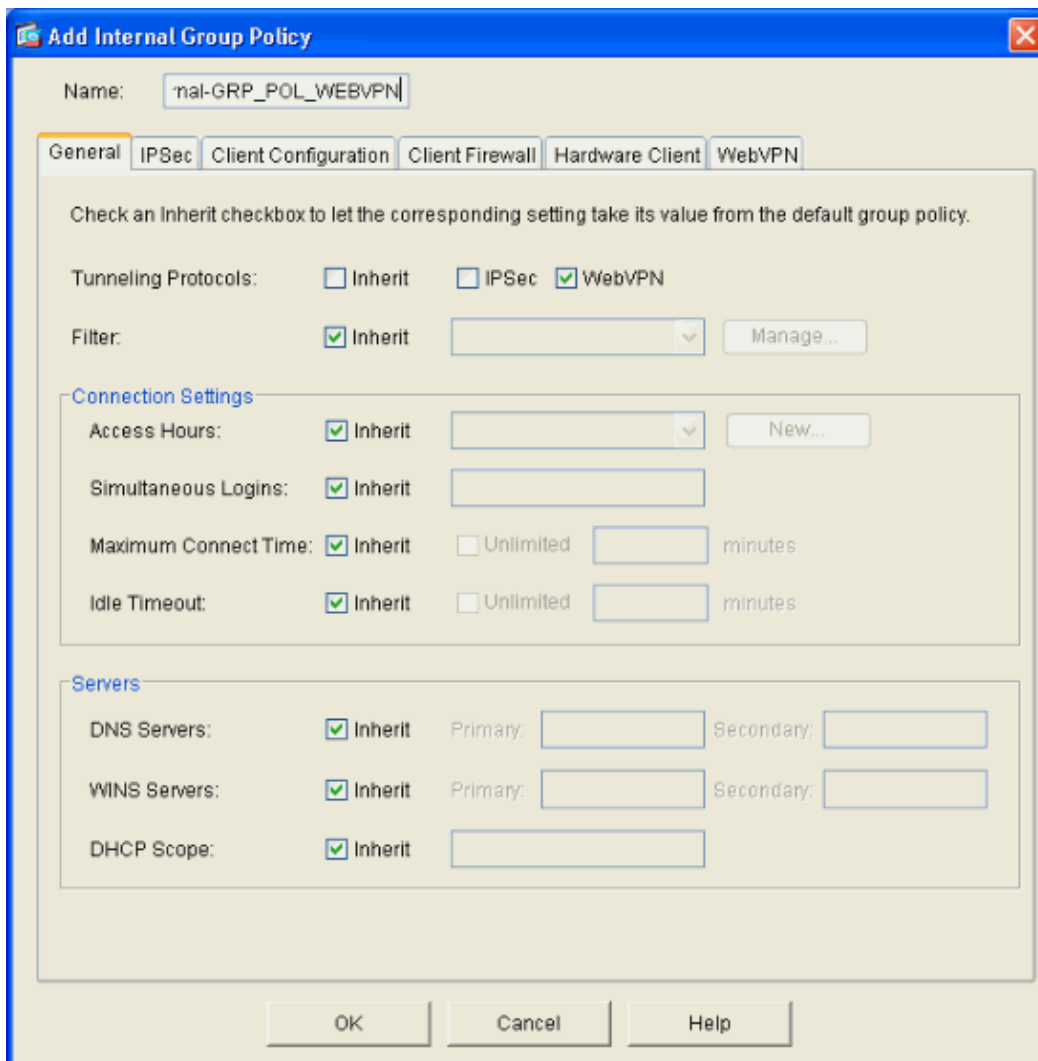 Add Internal Group Policy
Name: nal-GRP_POL_WEBVPN
General IPSec Client Configuration Client Firewall Hardware Client WebVPN
Check an Inherit checkbox to let the corresponding setting take its value from the default group policy.
Tunneling Protocols: Inherit IPSec WebVPN
Filter: Inherit Manage...
Connection Settings
Access Hours: Inherit New...
Simultaneous Logins: Inherit
Maximum Connect Time: Inherit Unlimited minutes
Idle Timeout: Inherit Unlimited minutes
Servers
DNS Servers: Inherit Primary: Secondary:
WINS Servers: Inherit Primary: Secondary:
DHCP Scope: Inherit
OK Cancel Help